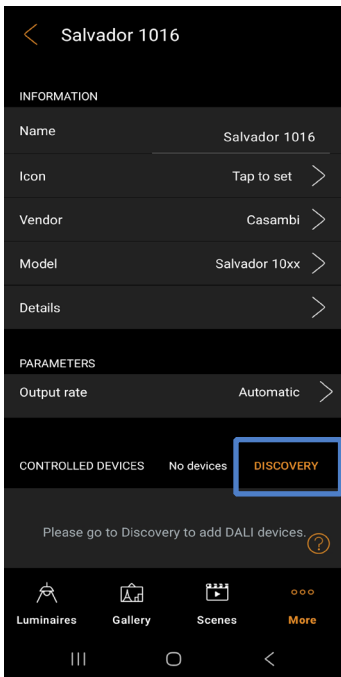 Salvador 1016
INFORMATION
Name Salvador 1016
Icon Tap to set
Vendor Casambi
Model Salvador 10xx
Details
PARAMETERS
Output rate Automatic
CONTROLLED DEVICES No devices DISCOVERY
Please go to Discovery to add DALI devices.
?
Luminaires Gallery Scenes More